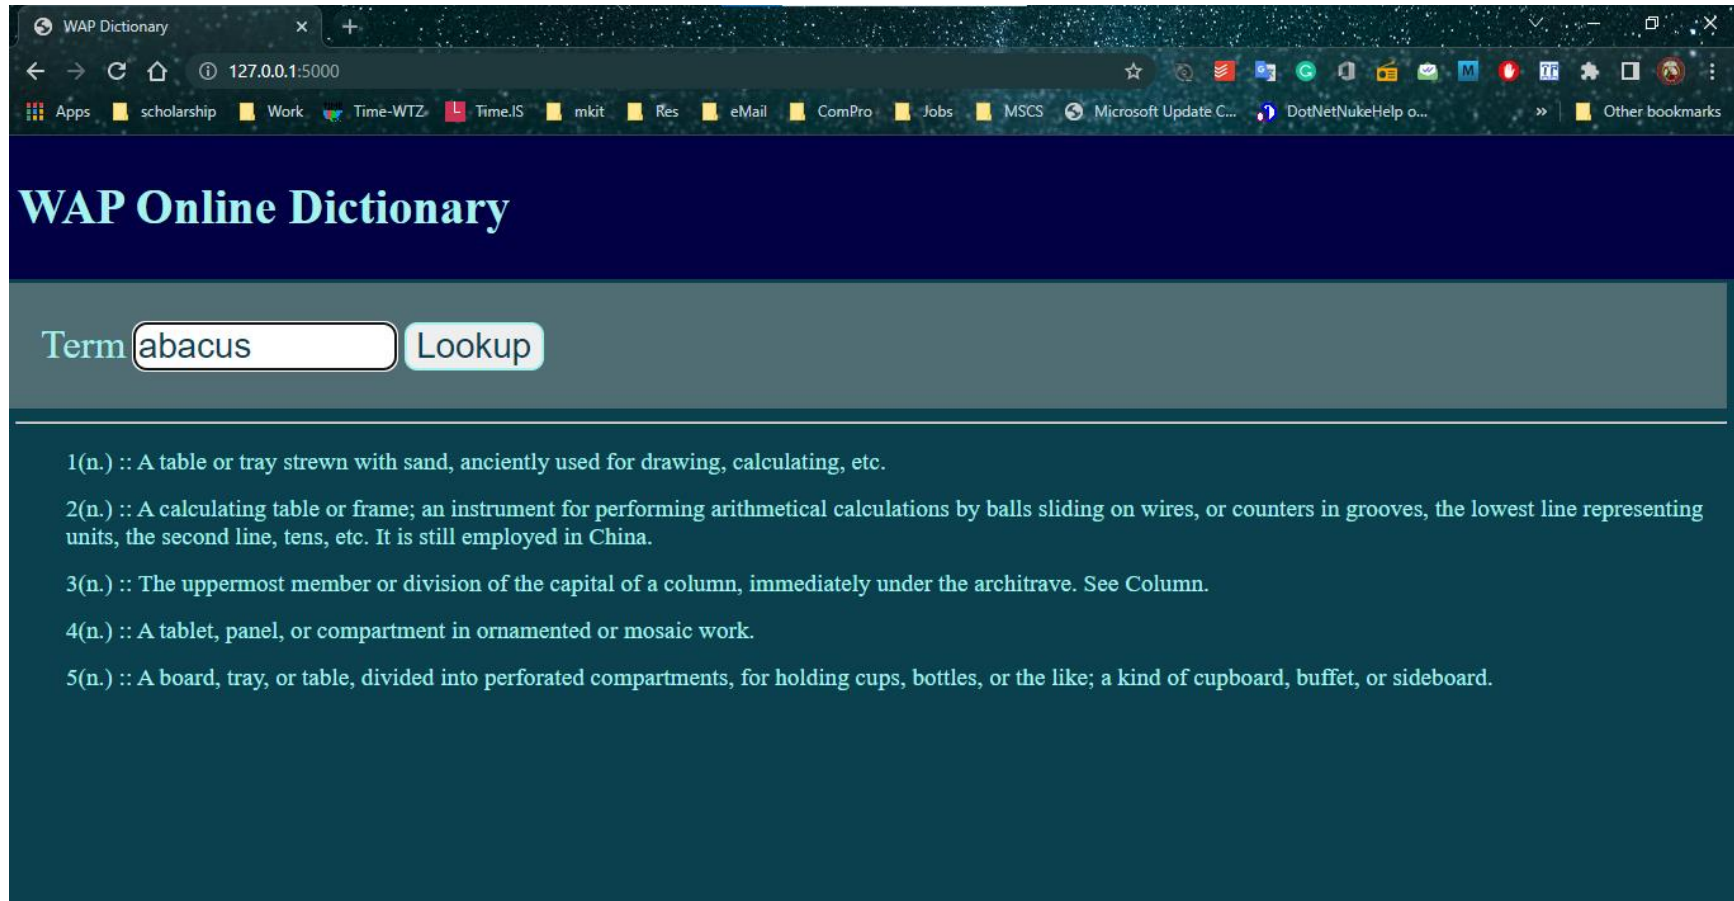 WAP Dictionary
127.0.0.1:5000
Apps scholarship Work Time-WTZ Time.IS mkit Res eMail ComPro Jobs MSCS Microsoft Update C... DotNetNukeHelp o... » Other bookmarks
WAP Online Dictionary
Term abacus Lookup
1(n.) :: A table or tray strewn with sand, anciently used for drawing, calculating, etc.
2(n.) :: A calculating table or frame; an instrument for performing arithmetical calculations by balls sliding on wires, or counters in grooves, the lowest line representing
units, the second line, tens, etc. It is still employed in China.
3(n.) :: The uppermost member or division of the capital of a column, immediately under the architrave. See Column.
4(n.) :: A tablet, panel, or compartment in ornamented or mosaic work.
5(n.) :: A board, tray, or table, divided into perforated compartments, for holding cups, bottles, or the like; a kind of cupboard, buffet, or sideboard.